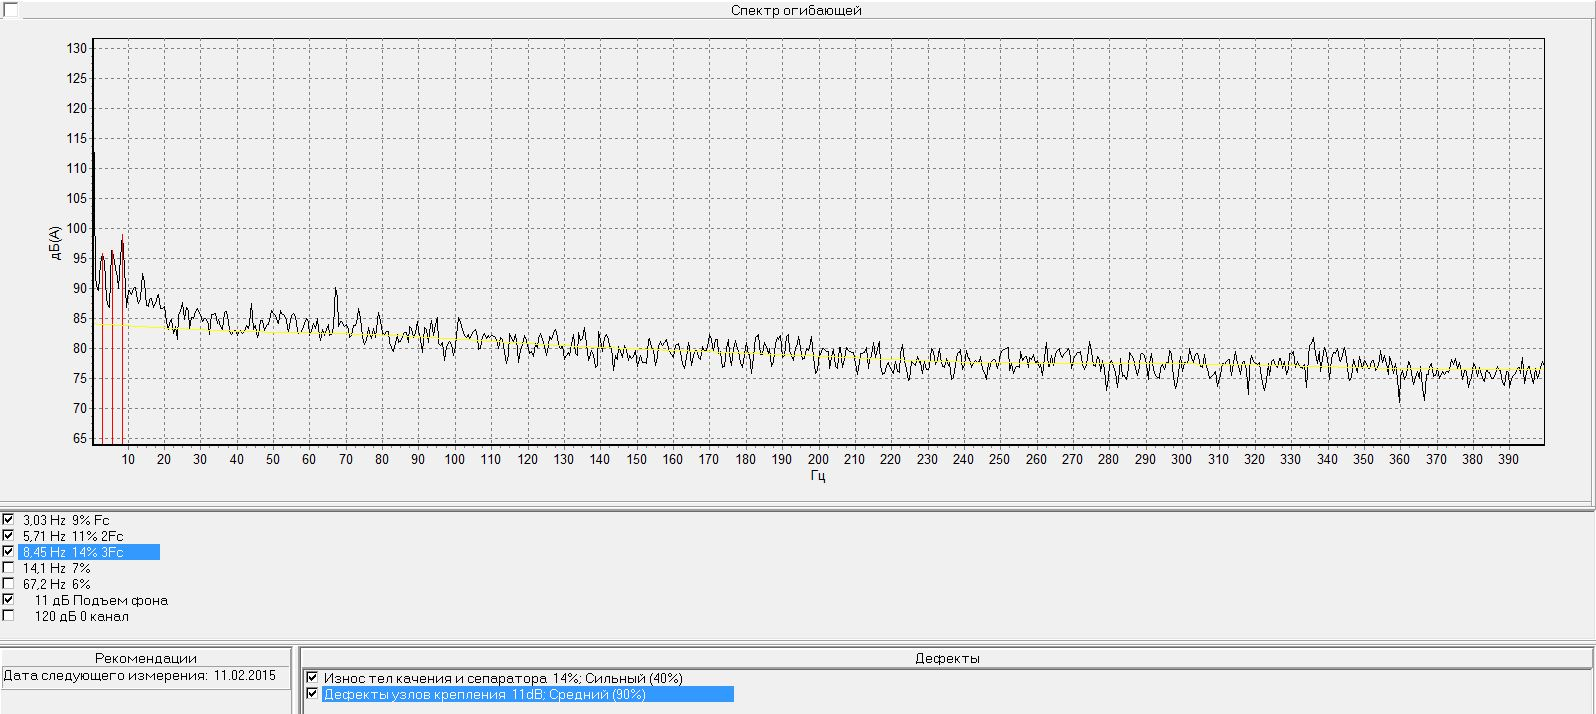 Спектр огибающей
130
125
120
115
110
105
100
95
90
85
80
75
70
65
дБ(А)
10 20 30 40 50 60 70 80 90 100 110 120 130 140 150 160 170 180 190 200 210 220 230 240 250 260 270 280 290 300 310 320 330 340 350 360 370 380 390
Гц
3,03 Hz 9% Fc
5,71 Hz 11% 2Fc
8,45 Hz 14% 3Fc
14,1 Hz 7%
67,2 Hz 6%
11 дБ Подъем фона
120 дБ 0 канал
Рекомендации
Дата следующего измерения: 11.02.2015
Дефекты
Износ тел качения и сепаратора 14%; Сильный (40%)
Дефекты узлов крепления 11dB; Средний (90%)